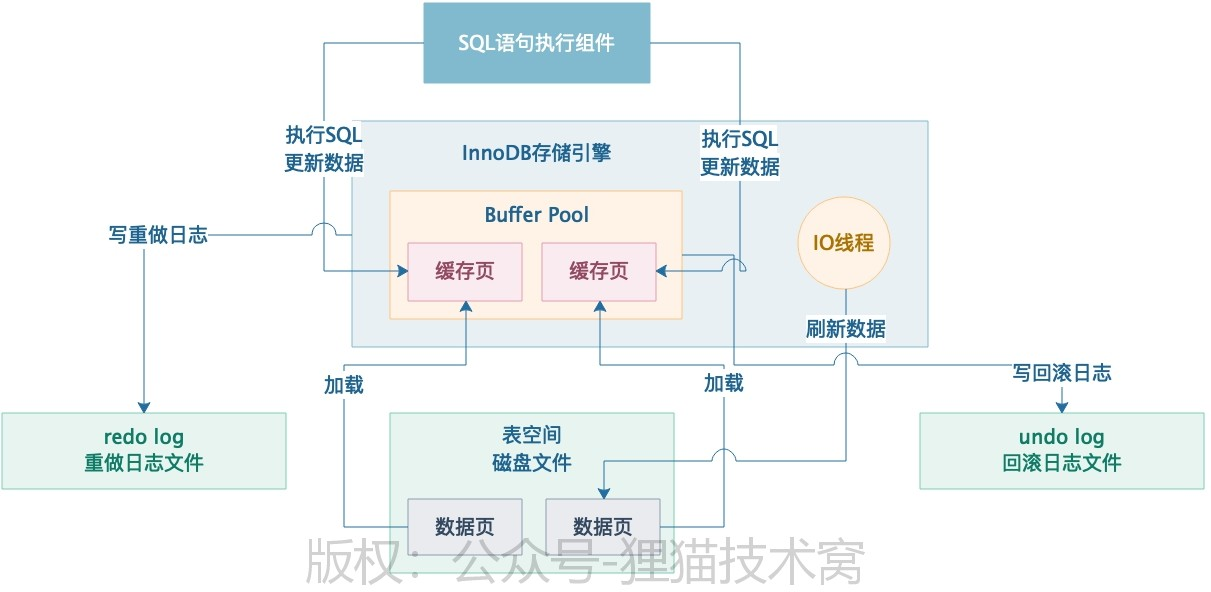 SQL语句执行组件
执行SQL
更新数据
InnoDB存储引擎
执行SQL
更新数据
Buffer Pool
写重做日志
缓存页
缓存页
IO线程
刷新数据
加载
加载
写回滚日志
redo log
重做日志文件
表空间
磁盘文件
undo log
回滚日志文件
数据页
数据页
版权：公众号-狸猫技术窝